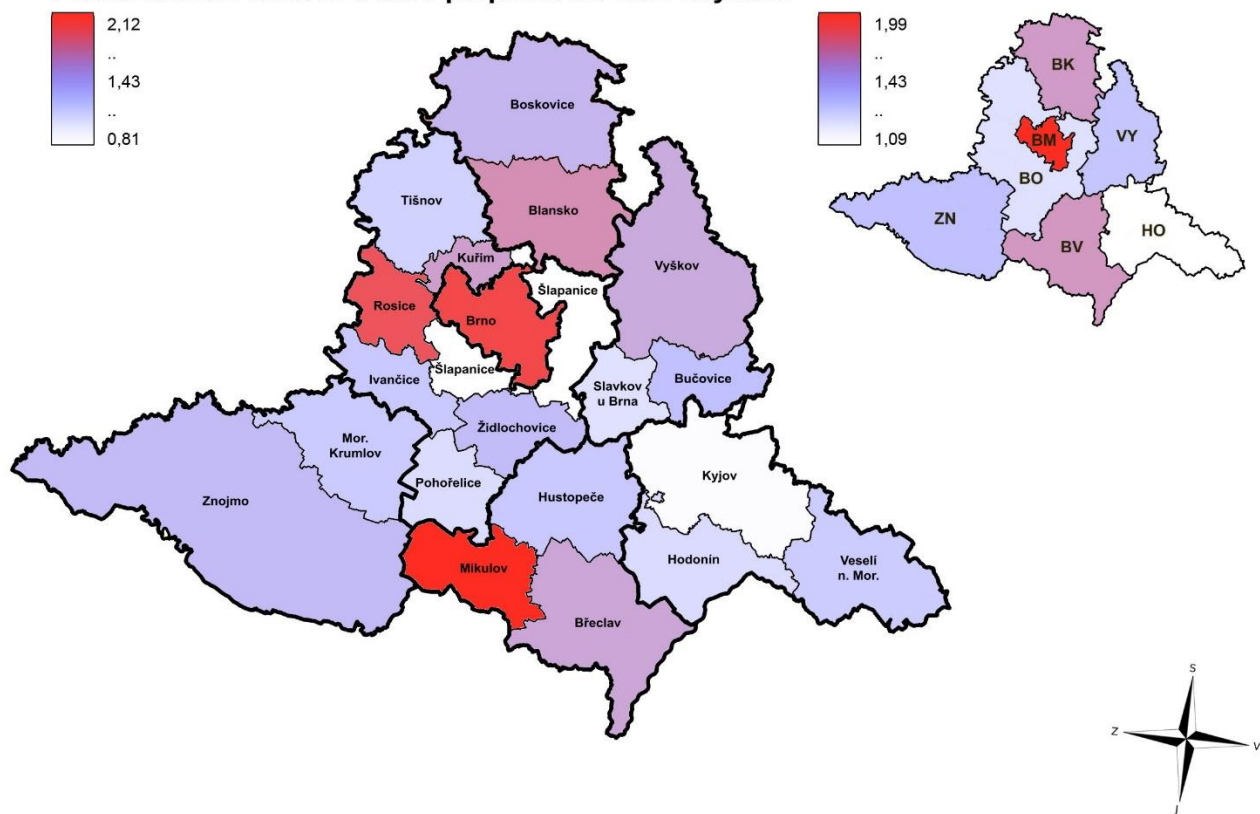 2,12
..
1,43
..
0,81
1,99
..
1,43
..
1,09
BK
VY
BM
BO
ZN
BV
HO
Boskovice
Tišnov
Blansko
Kuřim
Vyškov
Šlapanice
Rosice
Brno
Šlapanice
Ivančice
Slavkov
u Brna
Bučovice
Židlochovice
Mor.
Krumlov
Pohořelice
Hustopeče
Kyjov
Znojmo
Mikulov
Hodonín
Veselí
n. Mor.
Břeclav
S
Z
V
J